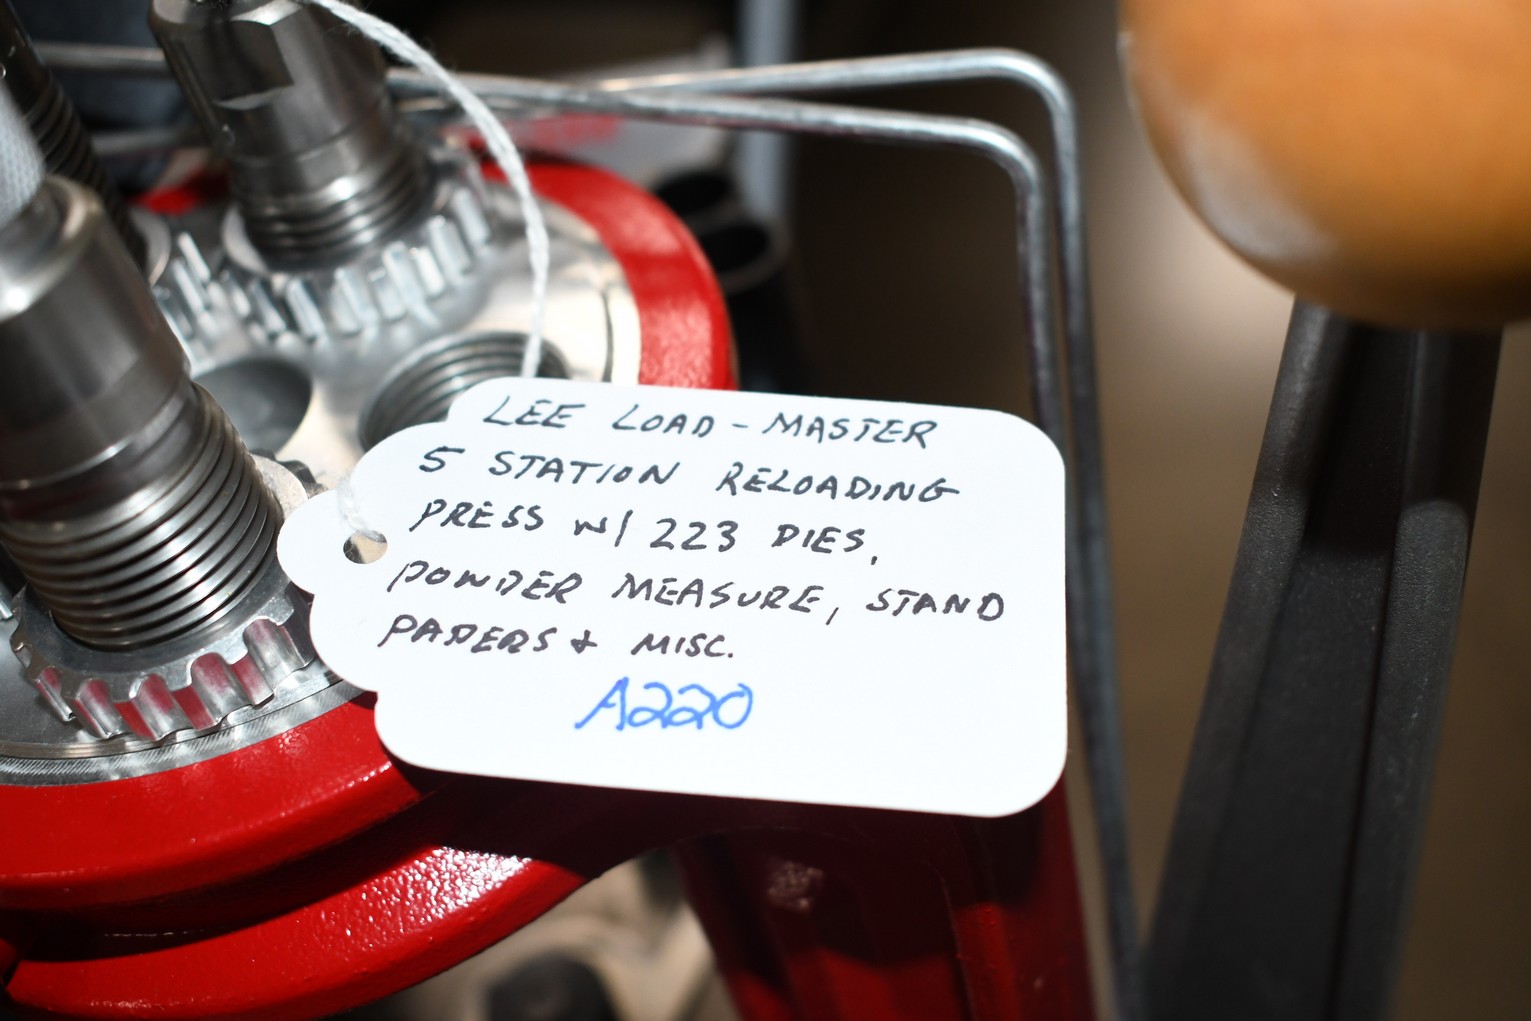 LEE LOAD-MASTER
5 STATION RELOADING
PRESS W/ 223 DIES,
POWDER MEASURE, STAND
PAPERS & MISC.
A220